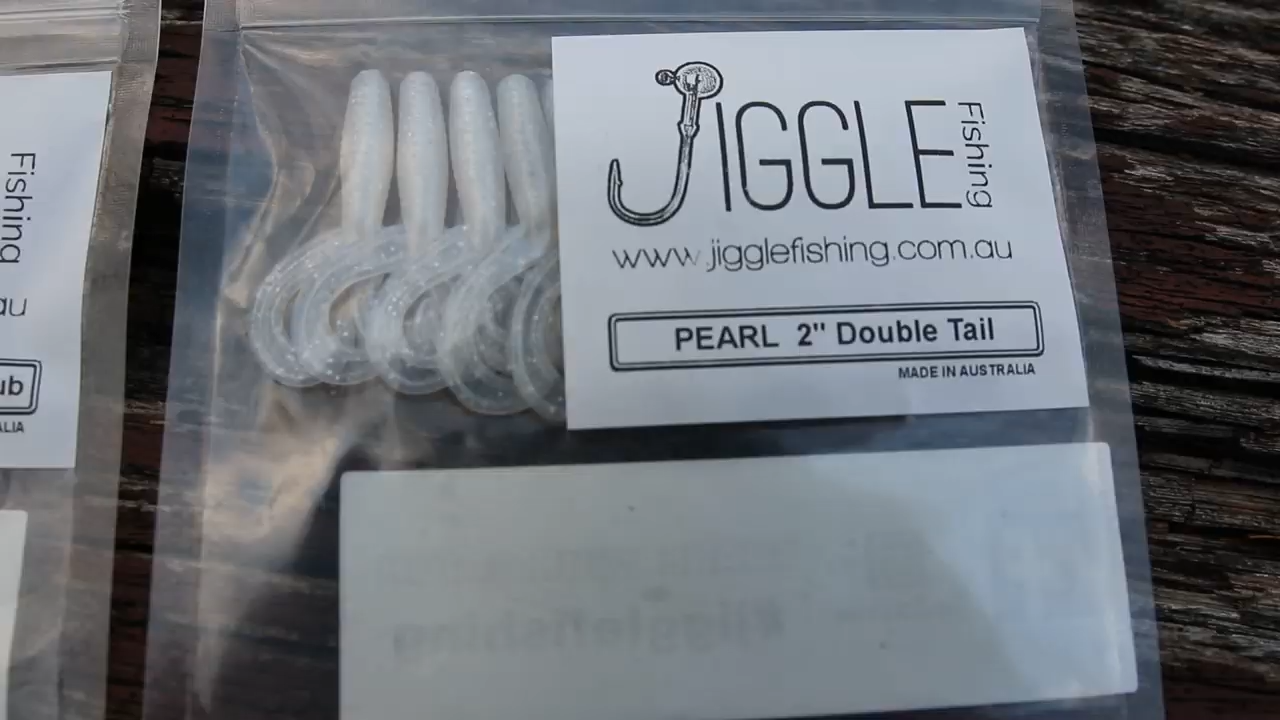 Fishing
au
ub
ALIA
JIGGLE
Fishing
www.jigglefishing.com.au
PEARL 2" Double Tail
MADE IN AUSTRALIA